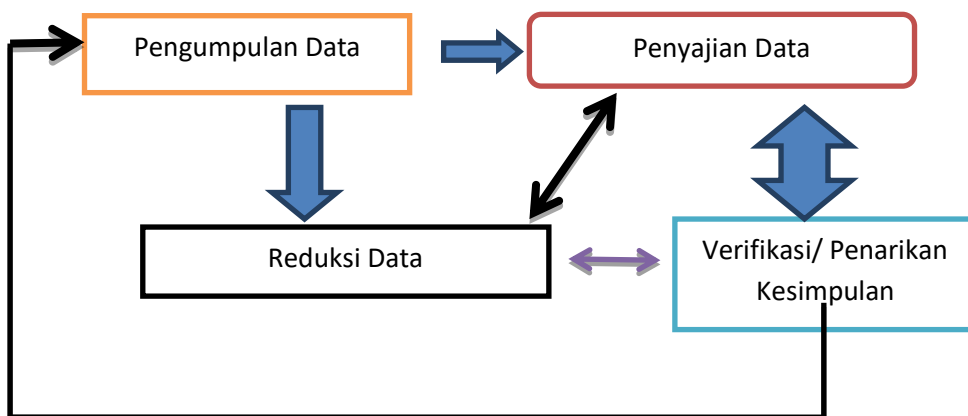 Pengumpulan Data
Penyajian Data
Reduksi Data
Verifikasi/ Penarikan
Kesimpulan